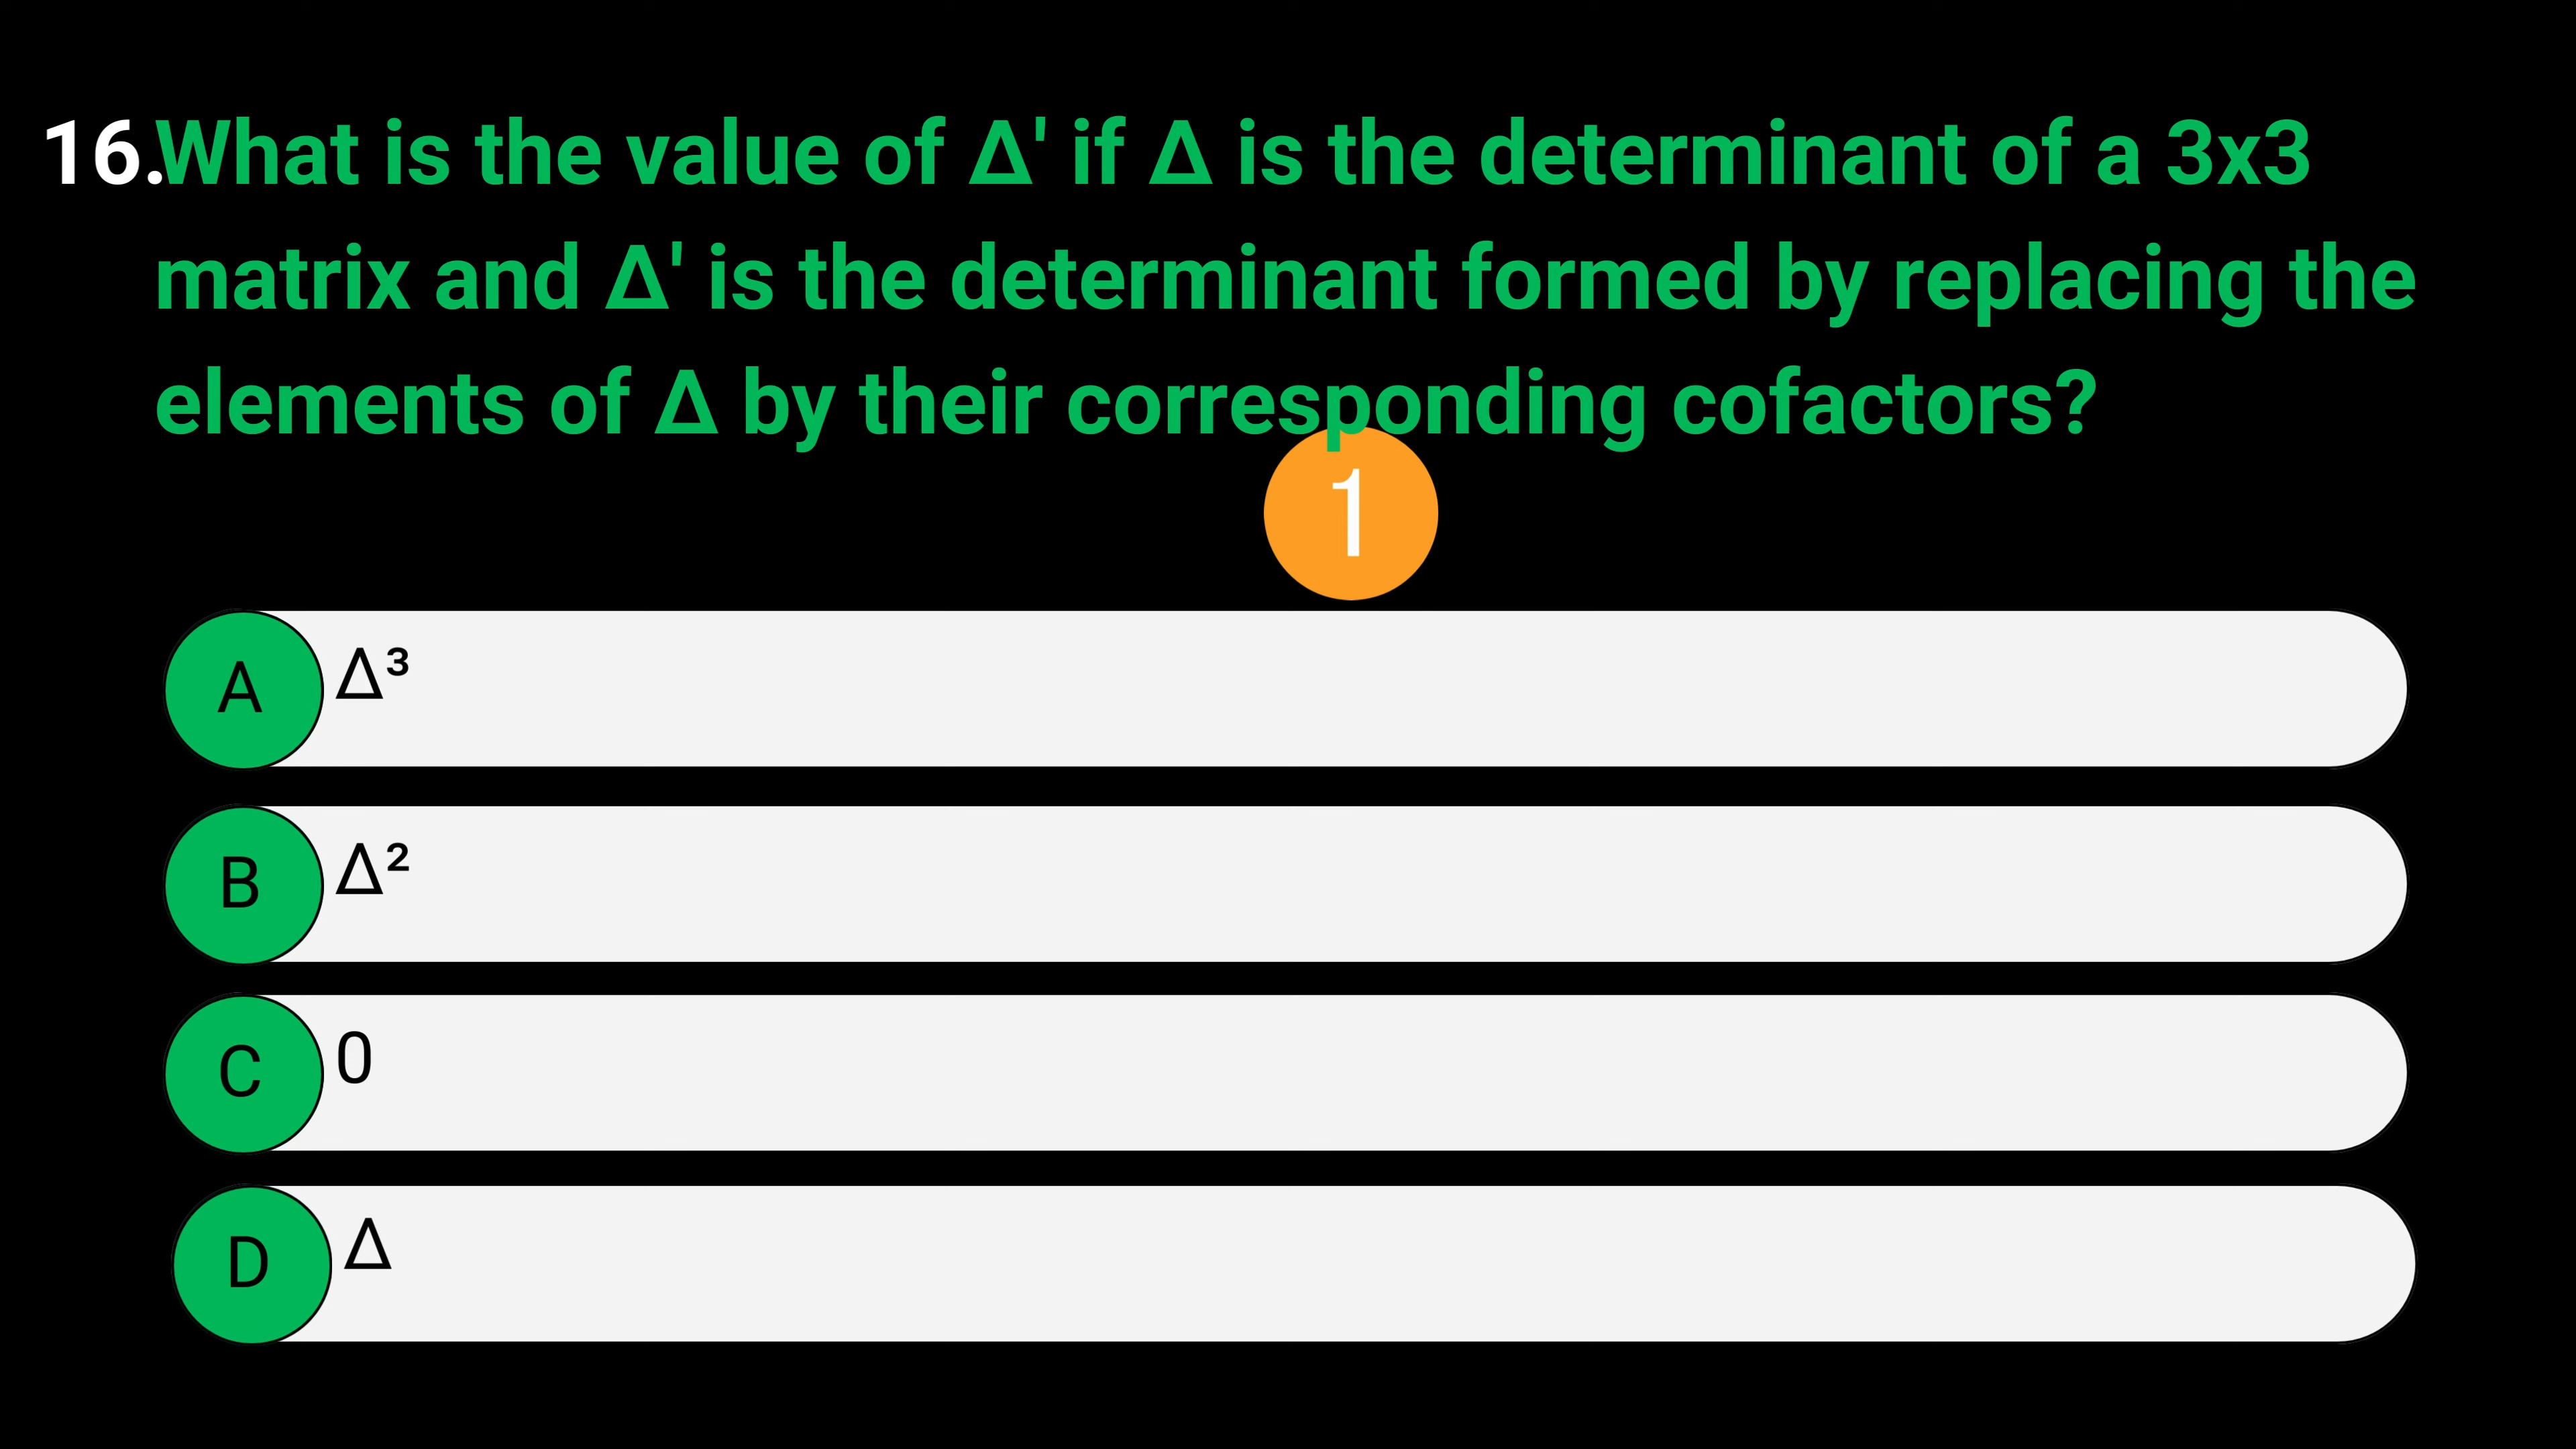 16.What is the value of Δ' if Δ is the determinant of a 3x3
matrix and Δ' is the determinant formed by replacing the
elements of Δ by their corresponding cofactors?
1
A Δ³
B Δ²
C 0
D Δ